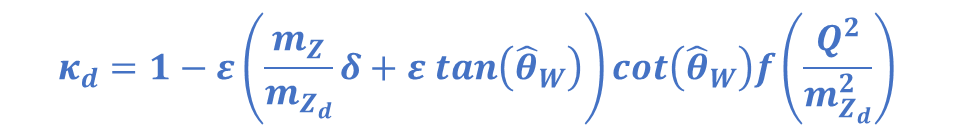 κ_d = 1 − ε( m_Z / m_{Z_d} δ + ε tan(θ̂_W) ) cot(θ̂_W) f( Q² / m²_{Z_d} )